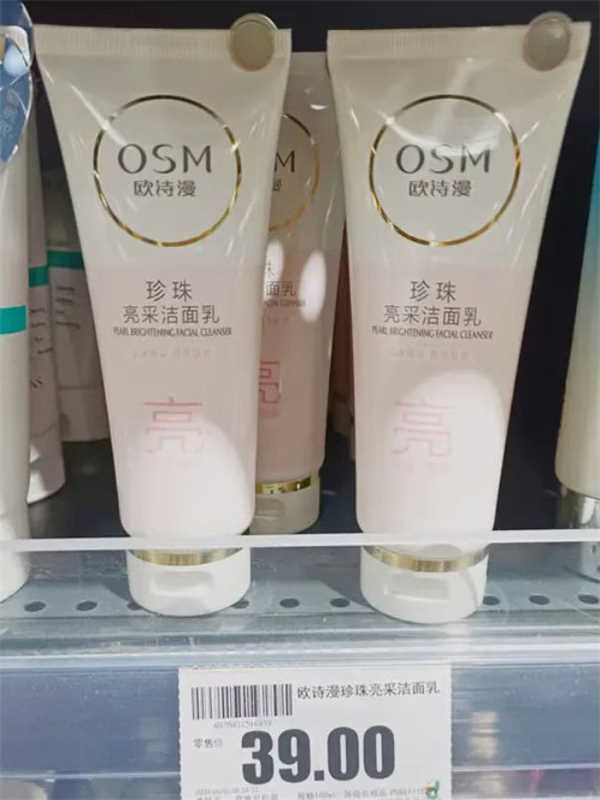 OSM
欧诗漫
珍珠
亮采洁面乳
PEARL BRIGHTENING FACIAL CLEANSER
亮
M
面乳
OSM
欧诗漫
珍珠
亮采洁面乳
PEARL BRIGHTENING FACIAL CLEANSER
亮
欧诗漫珍珠亮采洁面乳
零售价
39.00